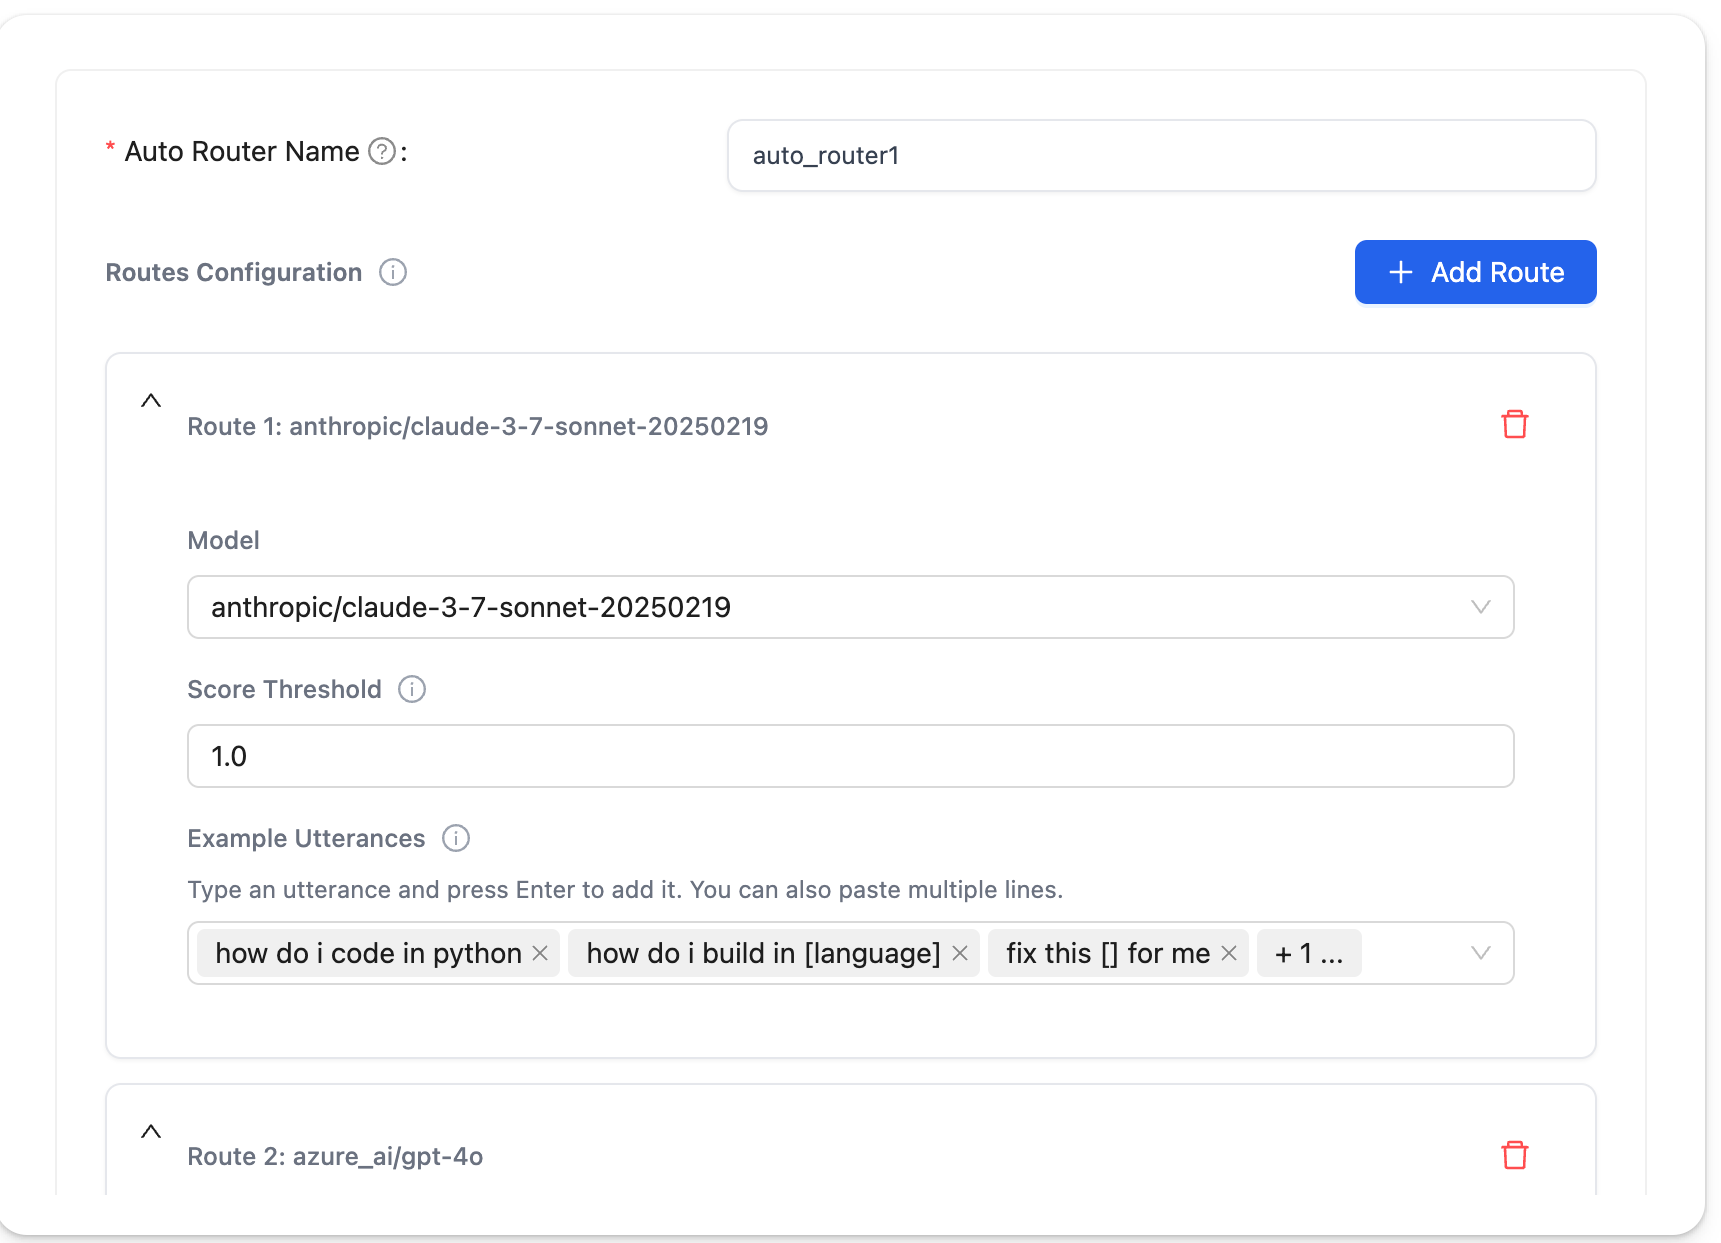 * Auto Router Name ? :
auto_router1
Routes Configuration i
+ Add Route
Route 1: anthropic/claude-3-7-sonnet-20250219
Model
anthropic/claude-3-7-sonnet-20250219
Score Threshold i
1.0
Example Utterances i
Type an utterance and press Enter to add it. You can also paste multiple lines.
how do i code in python × how do i build in [language] × fix this [] for me × + 1 ...
Route 2: azure_ai/gpt-4o